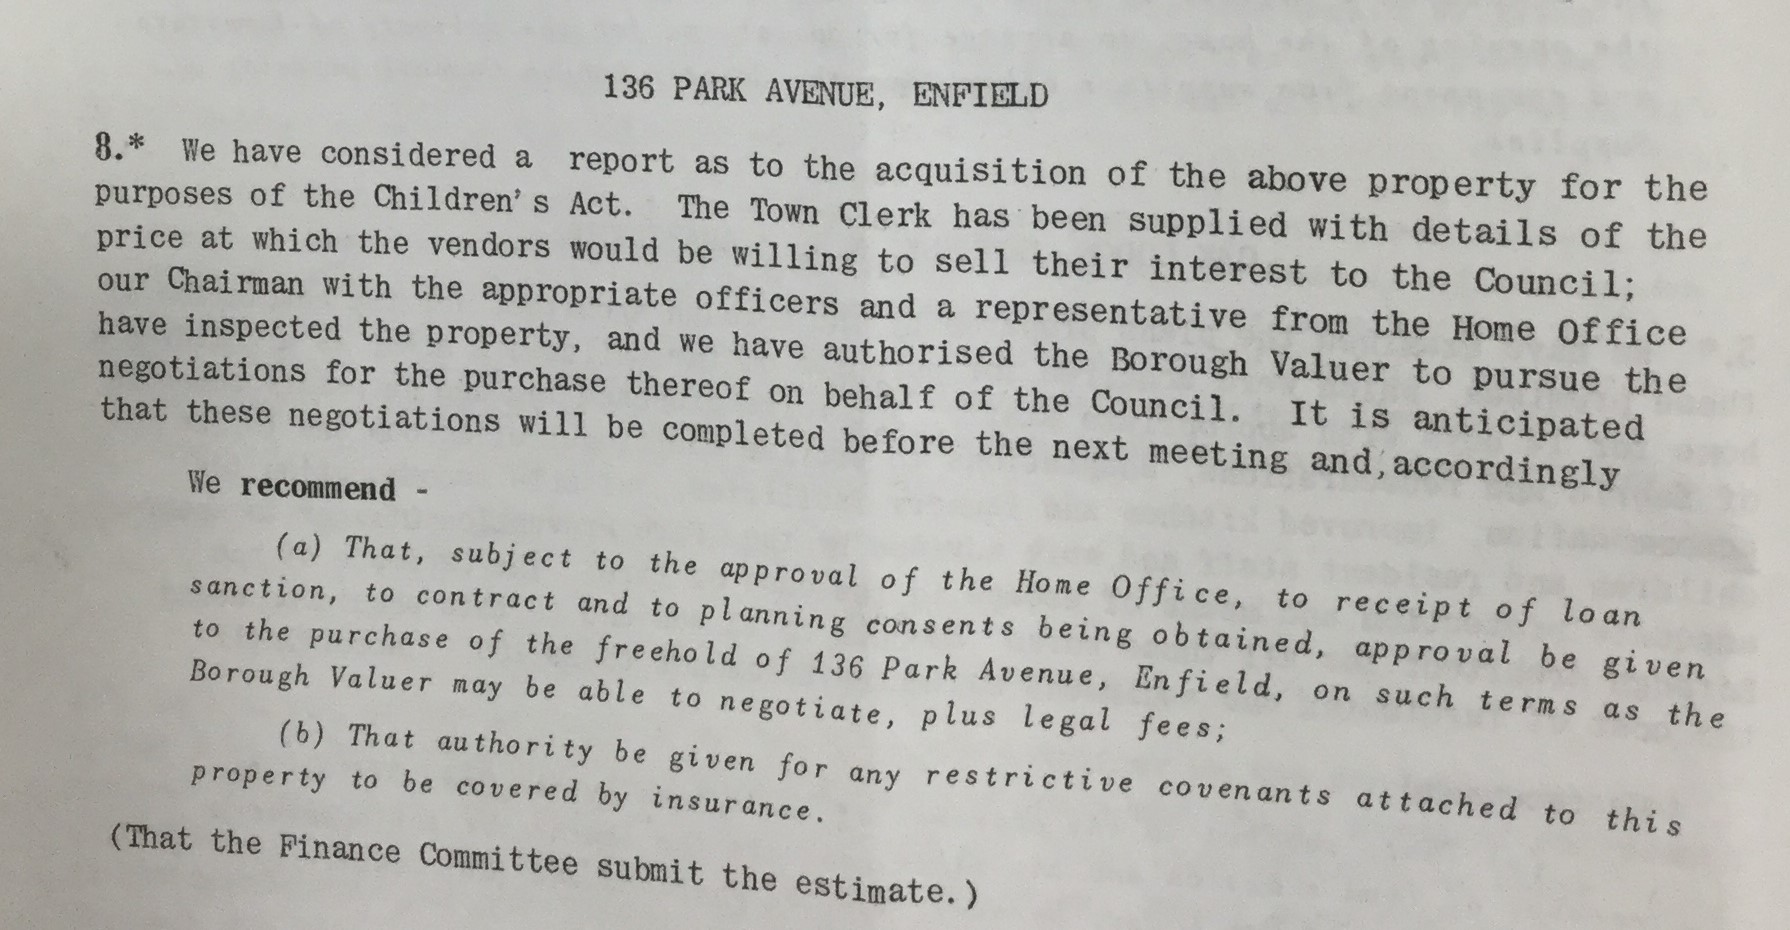 136 PARK AVENUE, ENFIELD
8.* We have considered a report as to the acquisition of the above property for the
purposes of the Children's Act. The Town Clerk has been supplied with details of the
price at which the vendors would be willing to sell their interest to the Council;
our Chairman with the appropriate officers and a representative from the Home Office
have inspected the property, and we have authorised the Borough Valuer to pursue the
negotiations for the purchase thereof on behalf of the Council. It is anticipated
that these negotiations will be completed before the next meeting and, accordingly
We recommend -
(a) That, subject to the approval of the Home Office, to receipt of loan
sanction, to contract and to planning consents being obtained, approval be given
to the purchase of the freehold of 136 Park Avenue, Enfield, on such terms as the
Borough Valuer may be able to negotiate, plus legal fees;
(b) That authority be given for any restrictive covenants attached to this
property to be covered by insurance.
(That the Finance Committee submit the estimate.)